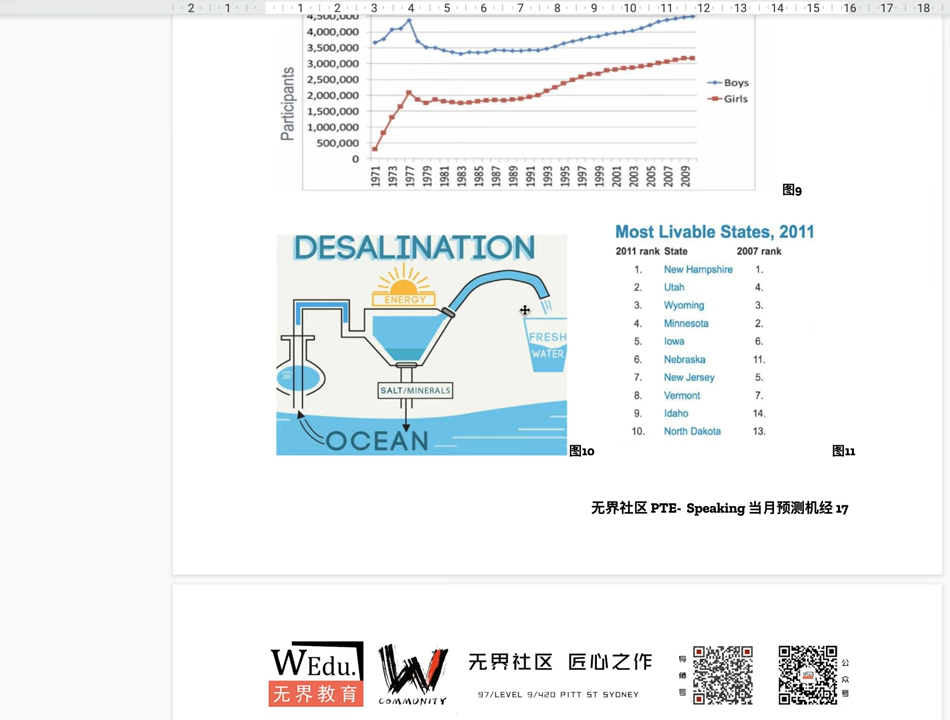 2 1 1 2 3 4 5 6 7 8 9 10 11 12 13 14 15 16 17 18
4,500,000
4,000,000
3,500,000
3,000,000
2,500,000
2,000,000
1,500,000
1,000,000
500,000
0
Participants
1971 1973 1975 1977 1979 1981 1983 1985 1987 1989 1991 1993 1995 1997 1999 2001 2003 2005 2007 2009
Boys
Girls
图9
DESALINATION
ENERGY
FRESH
WATER
SALT/MINERALS
OCEAN
图10
Most Livable States, 2011
2011 rank State 2007 rank
1. New Hampshire 1.
2. Utah 4.
3. Wyoming 3.
4. Minnesota 2.
5. Iowa 6.
6. Nebraska 11.
7. New Jersey 5.
8. Vermont 7.
9. Idaho 14.
10. North Dakota 13.
图11
无界社区 PTE- Speaking 当月预测机经 17
WEdu.
无界教育
W
COMMUNITY
无界社区 匠心之作
97/LEVEL 9/420 PITT ST SYDNEY
导师号
公众号